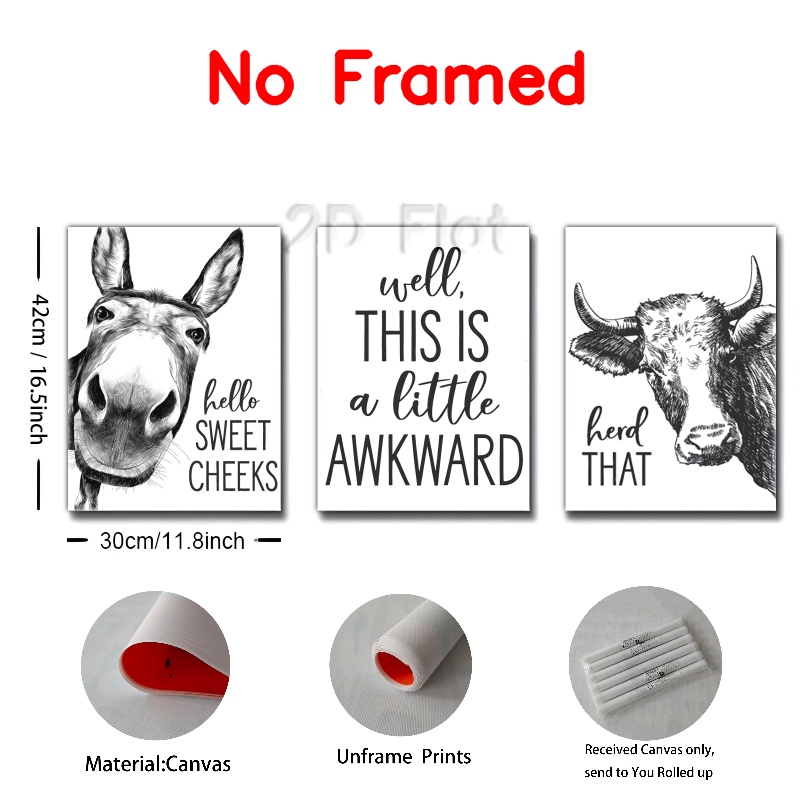 No Framed
2D Flat
42cm / 16.5inch
hello
SWEET
CHEEKS
well,
THIS IS
a little
AWKWARD
herd
THAT
30cm/11.8inch
Material:Canvas
Unframe Prints
Received Canvas only,
send to You Rolled up